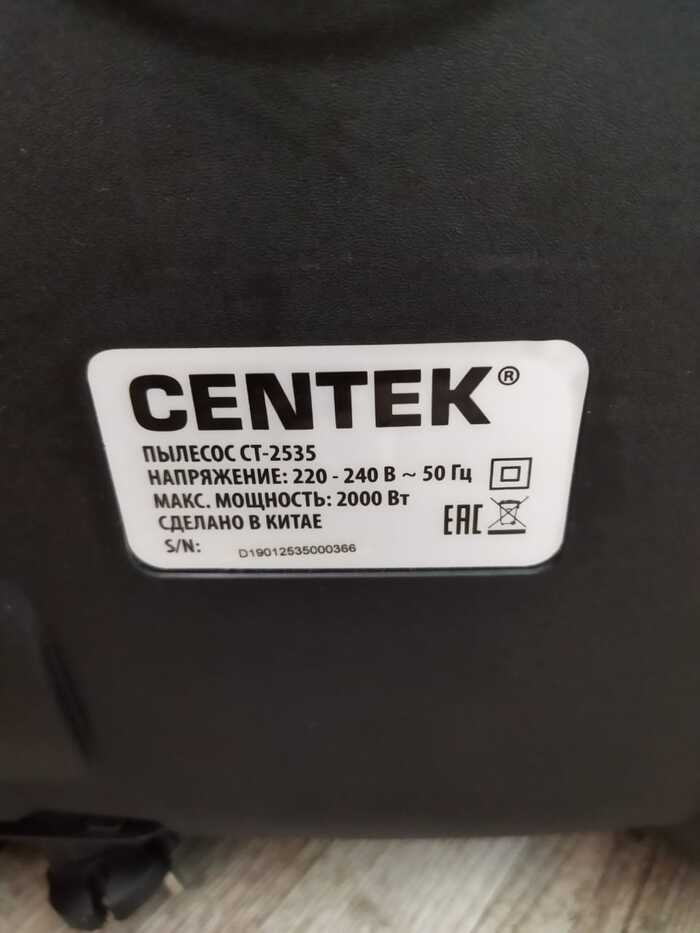 CENTEK®
ПЫЛЕСОС CT-2535
НАПРЯЖЕНИЕ: 220 - 240 В ~ 50 Гц
МАКС. МОЩНОСТЬ: 2000 Вт
СДЕЛАНО В КИТАЕ
EAC
S/N: D19012535000366